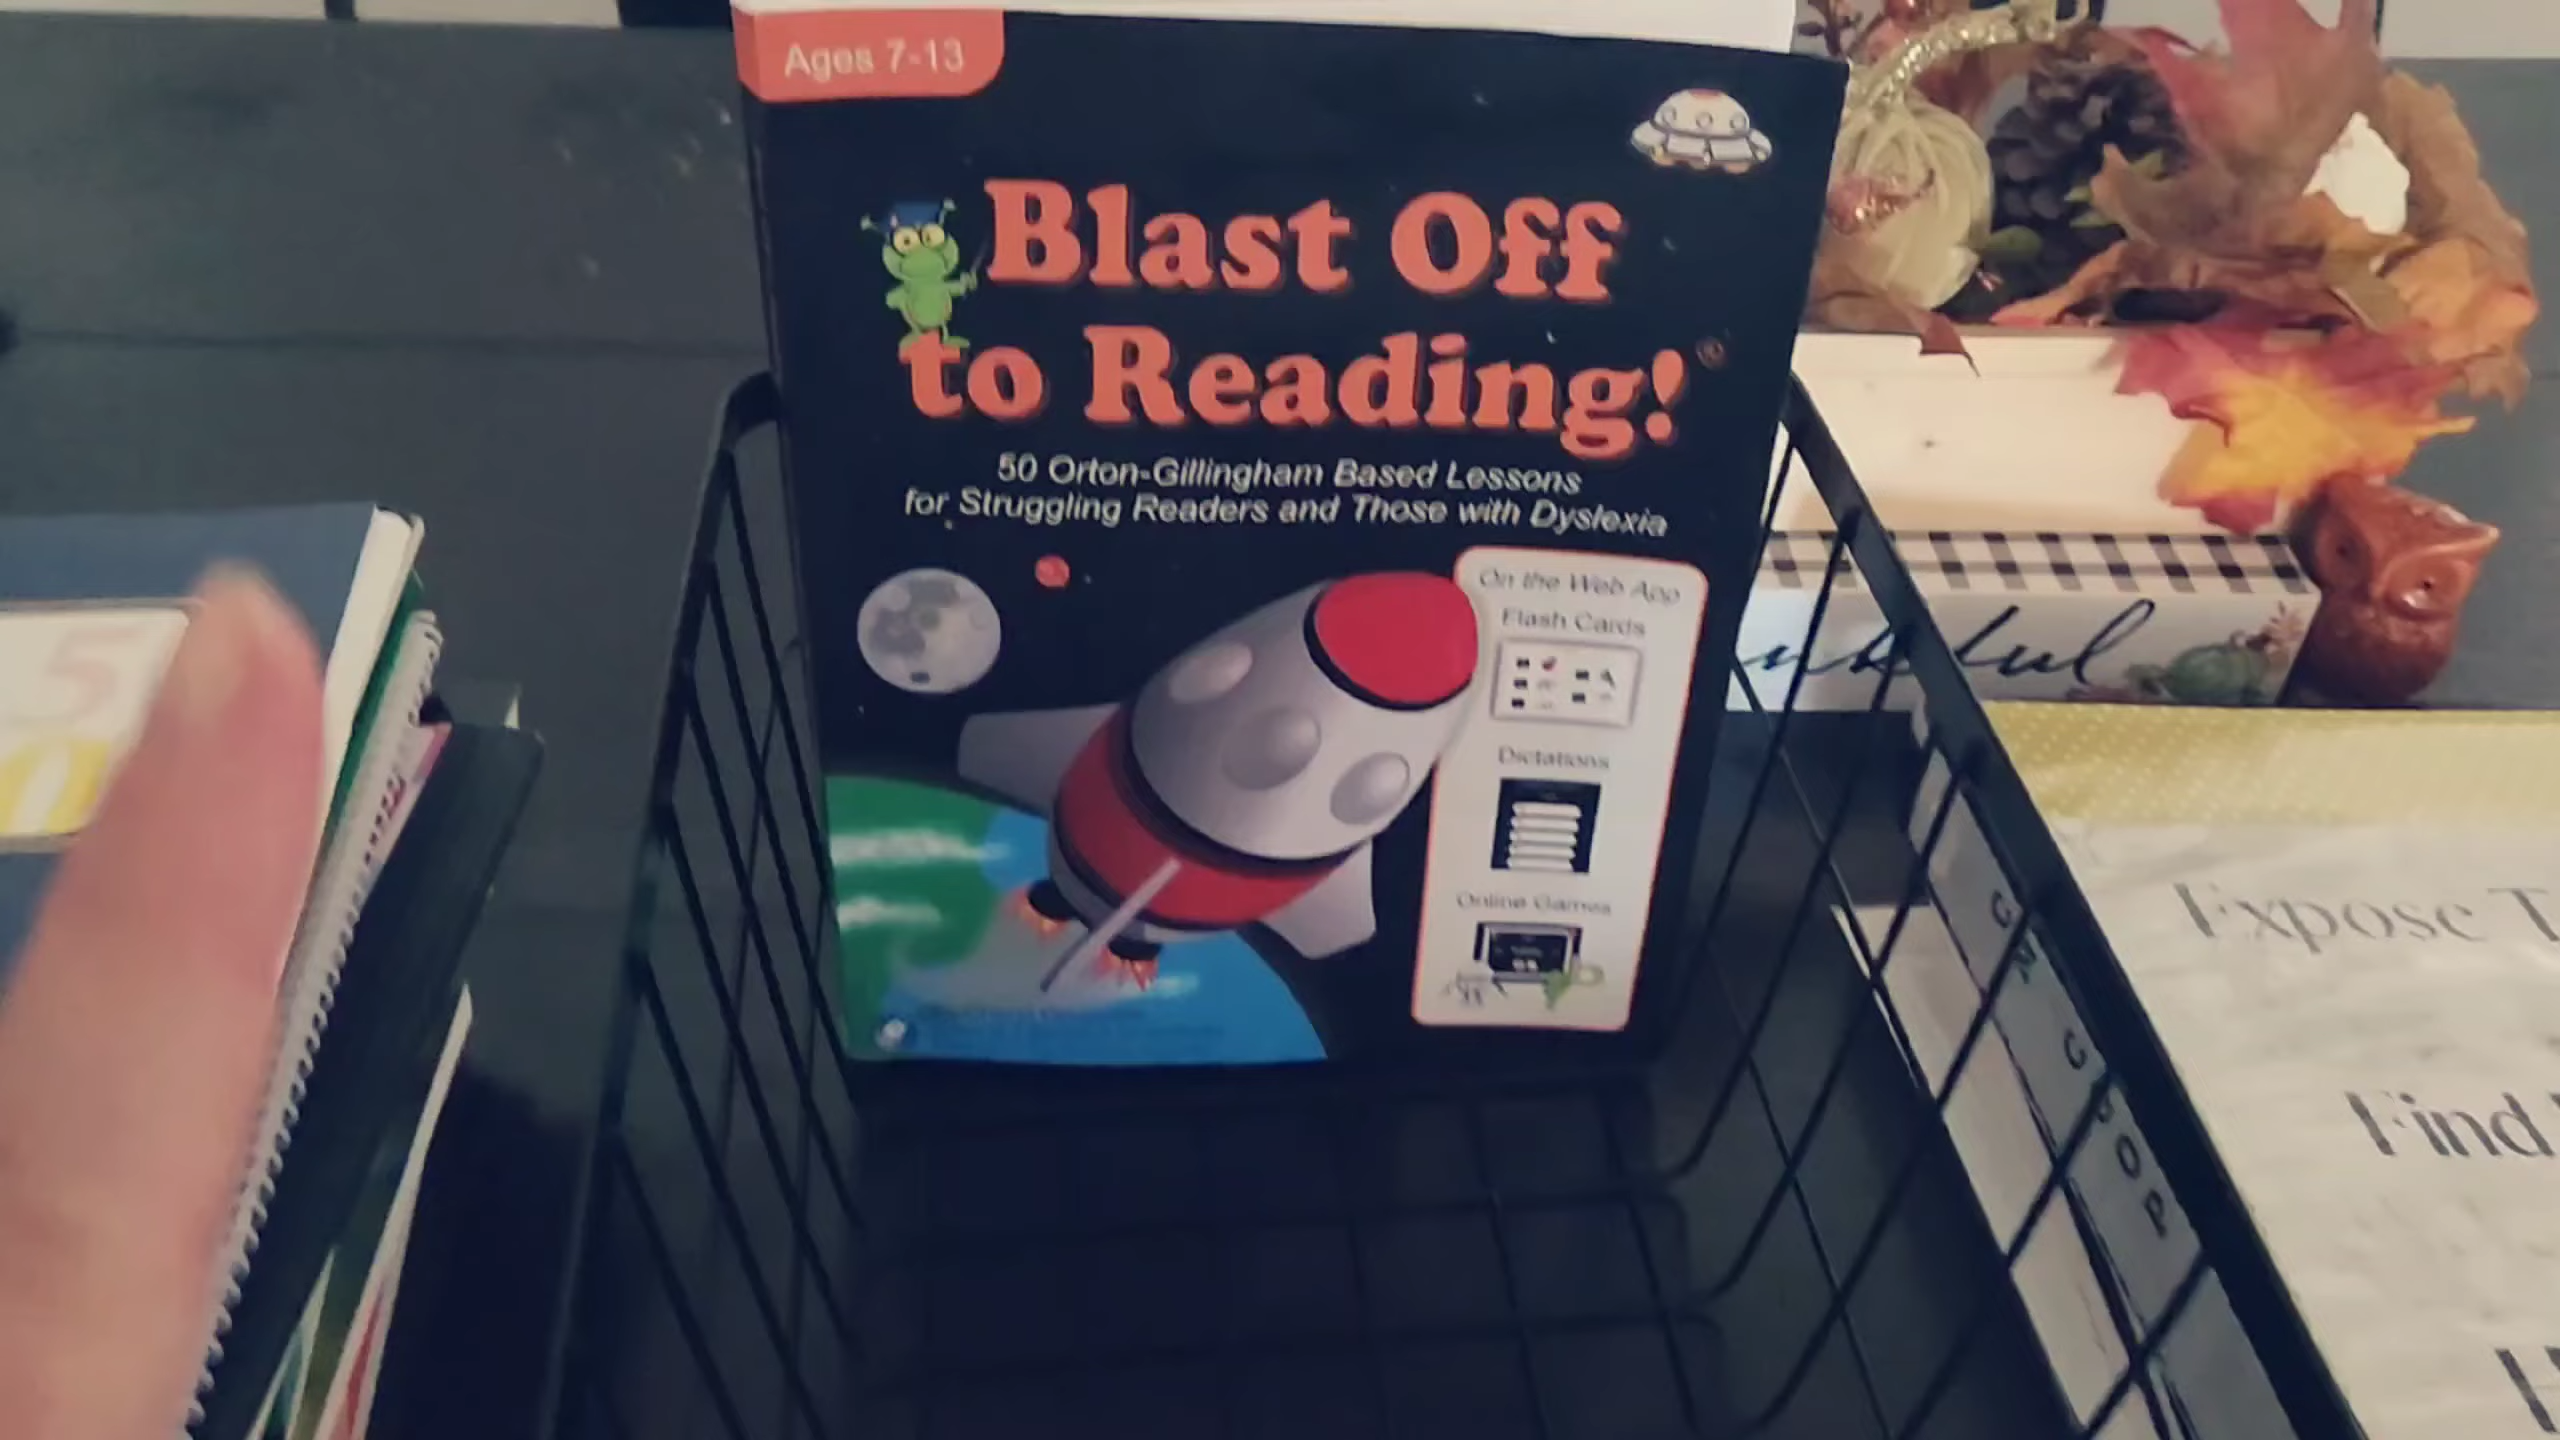 Ages 7-13
Blast Off
to Reading!®
50 Orton-Gillingham Based Lessons
for Struggling Readers and Those with Dyslexia
On the Web App
Flash Cards
Dictations
Online Games
5
Expose
Find